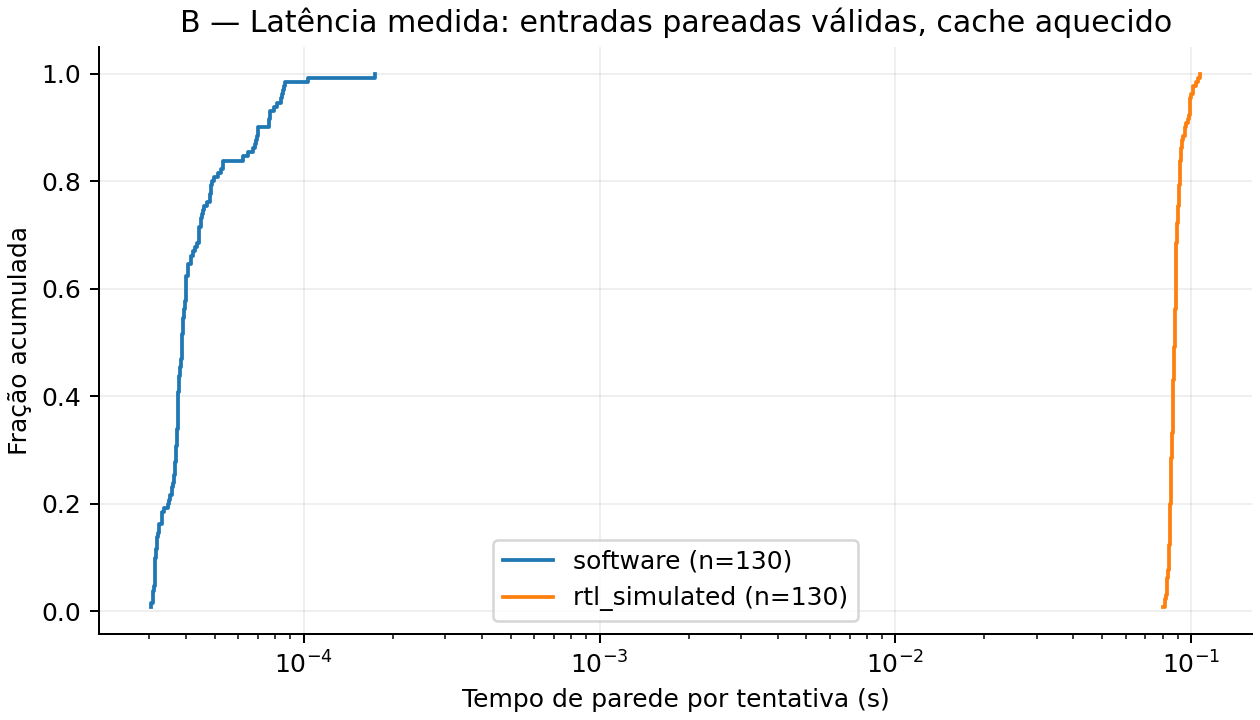 B — Latência medida: entradas pareadas válidas, cache aquecido
Fração acumulada
1.0
0.8
0.6
0.4
0.2
0.0
software (n=130)
rtl_simulated (n=130)
10⁻⁴ 10⁻³ 10⁻² 10⁻¹
Tempo de parede por tentativa (s)